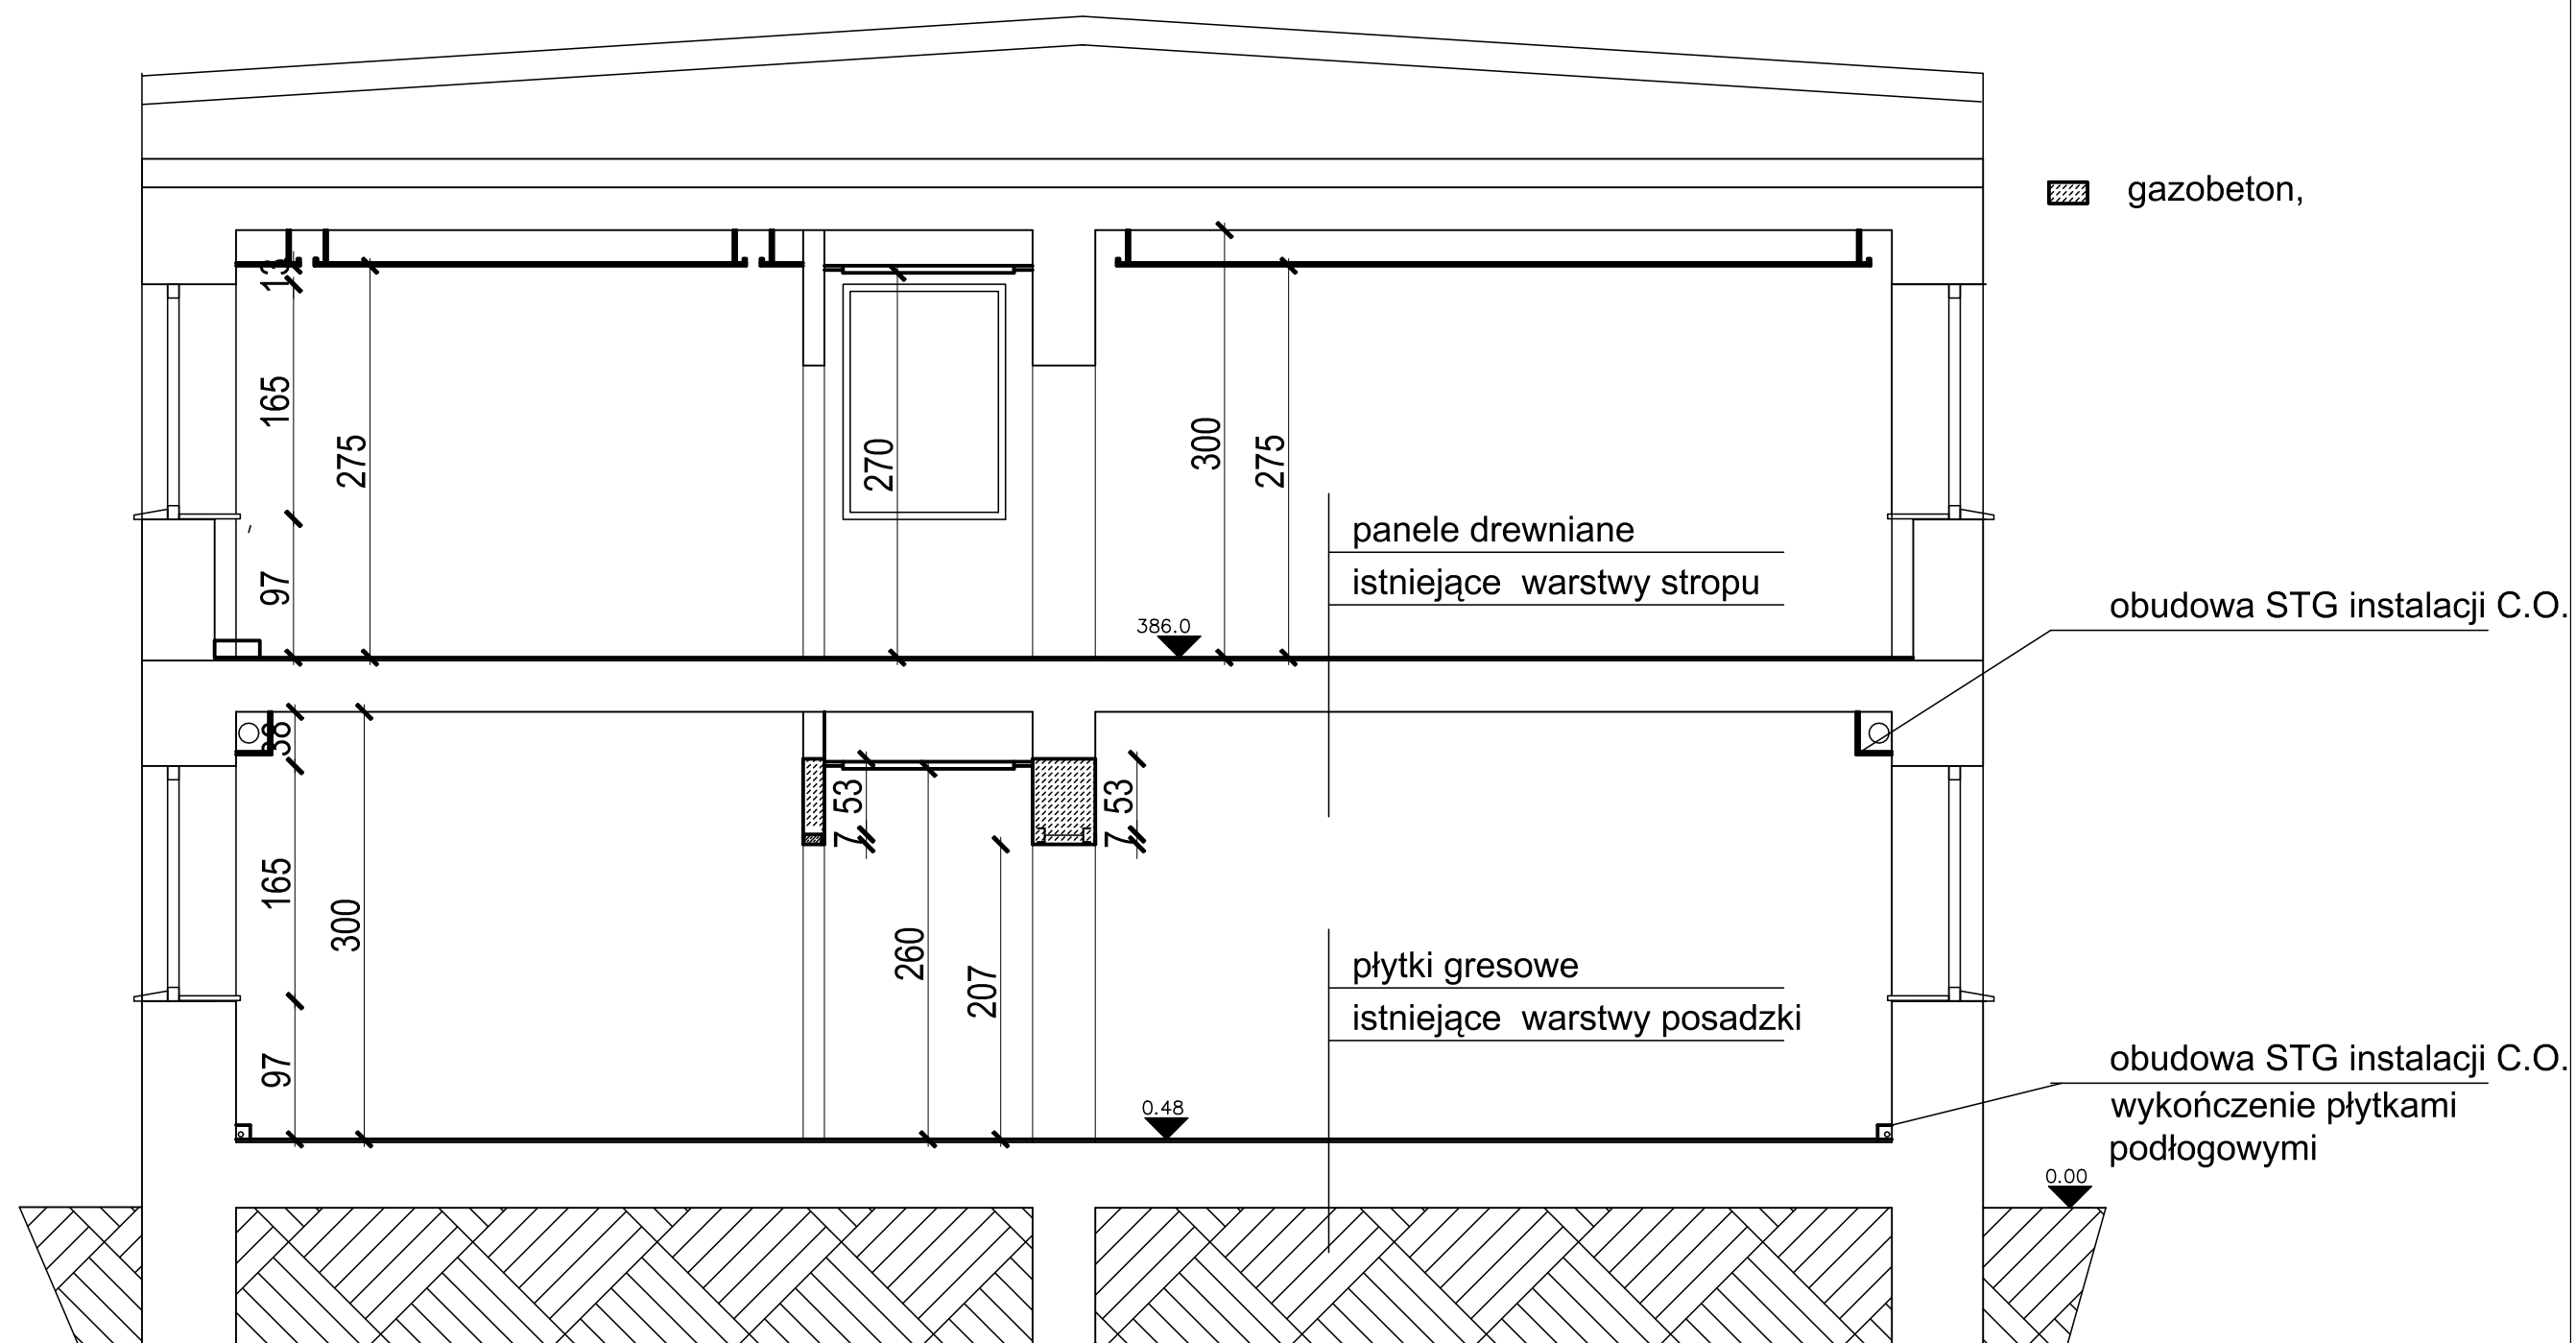 gazobeton,
13
165
97
275
270
300
275
panele drewniane
istniejące warstwy stropu
386.0
obudowa STG instalacji C.O.
38
165
97
300
53
7
260
207
53
7
płytki gresowe
istniejące warstwy posadzki
0.48
obudowa STG instalacji C.O.
wykończenie płytkami
podłogowymi
0.00